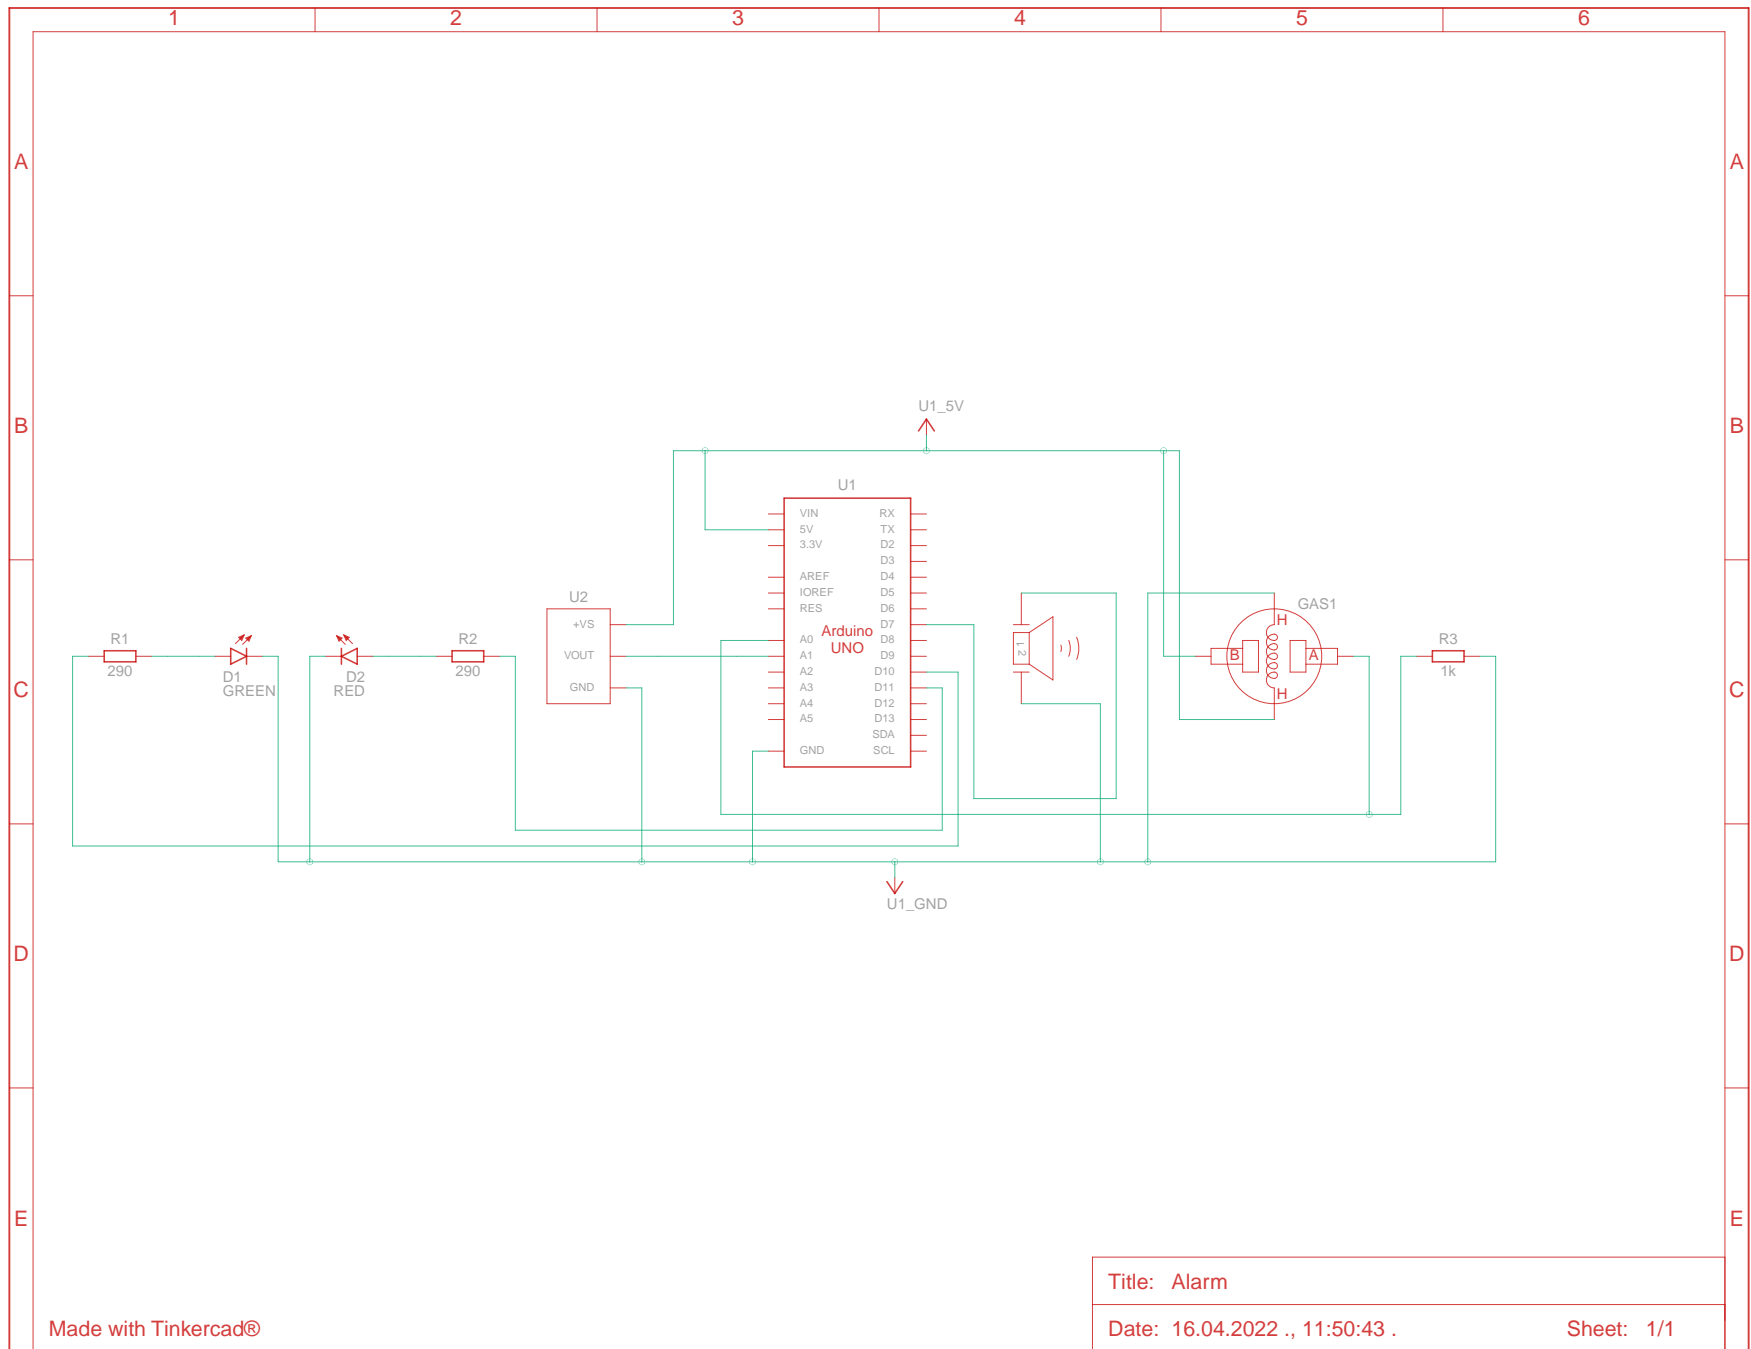 1 2 3 4 5 6
A A
B B
C C
D D
E E
U1_5V
U1
VIN RX
5V TX
3.3V D2
D3
AREF D4
IOREF D5
RES D6
D7
A0 D8
A1 D9
A2 D10
A3 D11
A4 D12
A5 D13
SDA
GND SCL
Arduino
UNO
U2
+VS
VOUT
GND
R1
290
D1
GREEN
D2
RED
R2
290
1 2
GAS1
H
B A
H
R3
1k
U1_GND
Title: Alarm
Date: 16.04.2022 ., 11:50:43 . Sheet: 1/1
Made with Tinkercad®